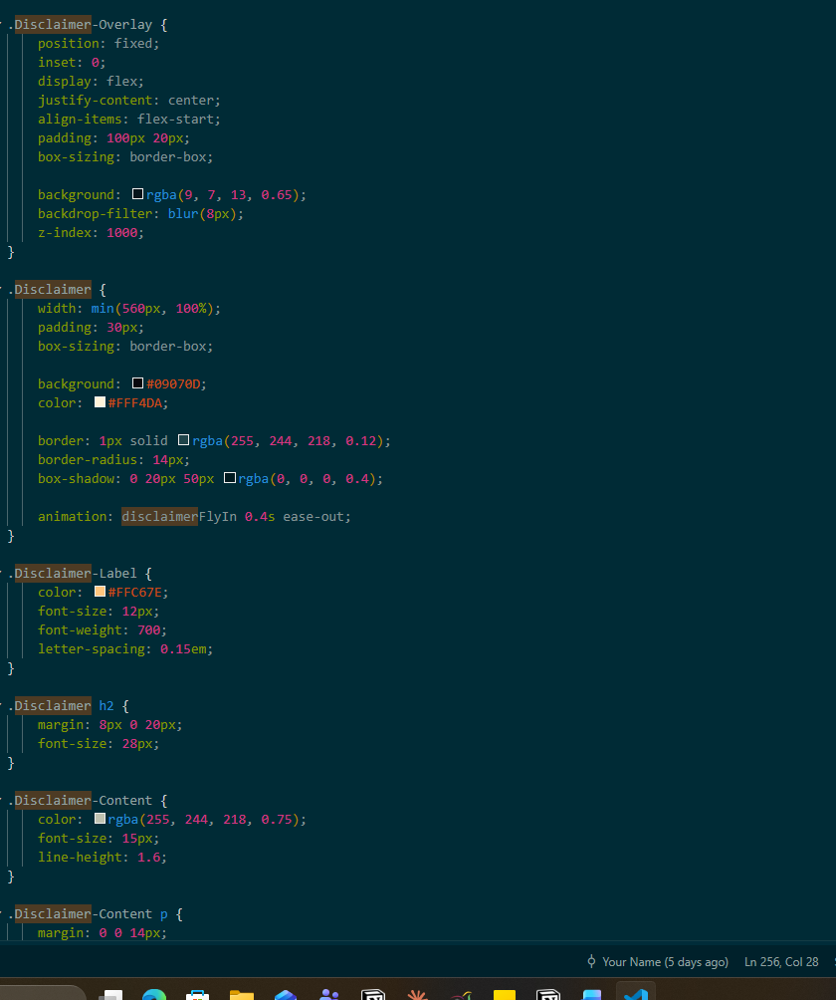 .Disclaimer-Overlay {
position: fixed;
inset: 0;
display: flex;
justify-content: center;
align-items: flex-start;
padding: 100px 20px;
box-sizing: border-box;
background: rgba(9, 7, 13, 0.65);
backdrop-filter: blur(8px);
z-index: 1000;
}
.Disclaimer {
width: min(560px, 100%);
padding: 30px;
box-sizing: border-box;
background: #09070D;
color: #FFF4DA;
border: 1px solid rgba(255, 244, 218, 0.12);
border-radius: 14px;
box-shadow: 0 20px 50px rgba(0, 0, 0, 0.4);
animation: disclaimerFlyIn 0.4s ease-out;
}
.Disclaimer-Label {
color: #FFC67E;
font-size: 12px;
font-weight: 700;
letter-spacing: 0.15em;
}
.Disclaimer h2 {
margin: 8px 0 20px;
font-size: 28px;
}
.Disclaimer-Content {
color: rgba(255, 244, 218, 0.75);
font-size: 15px;
line-height: 1.6;
}
.Disclaimer-Content p {
margin: 0 0 14px;
Your Name (5 days ago) Ln 256, Col 28